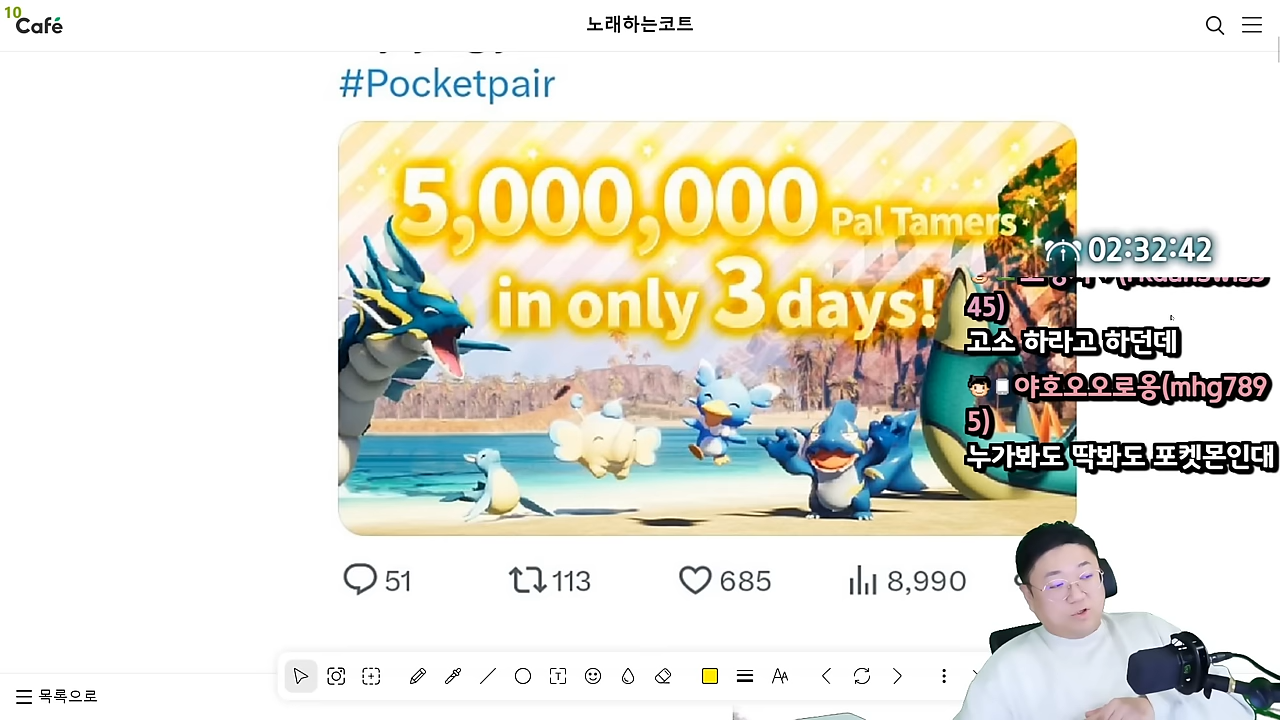 10
Café
노래하는코트
#Pocketpair
5,000,000 Pal Tamers
in only 3 days!
02:32:42
45)
고소 하라고 하던데
야호오오로옹(mhg789
5)
누가봐도 딱봐도 포켓몬인대
51
113
685
8,990
목록으로